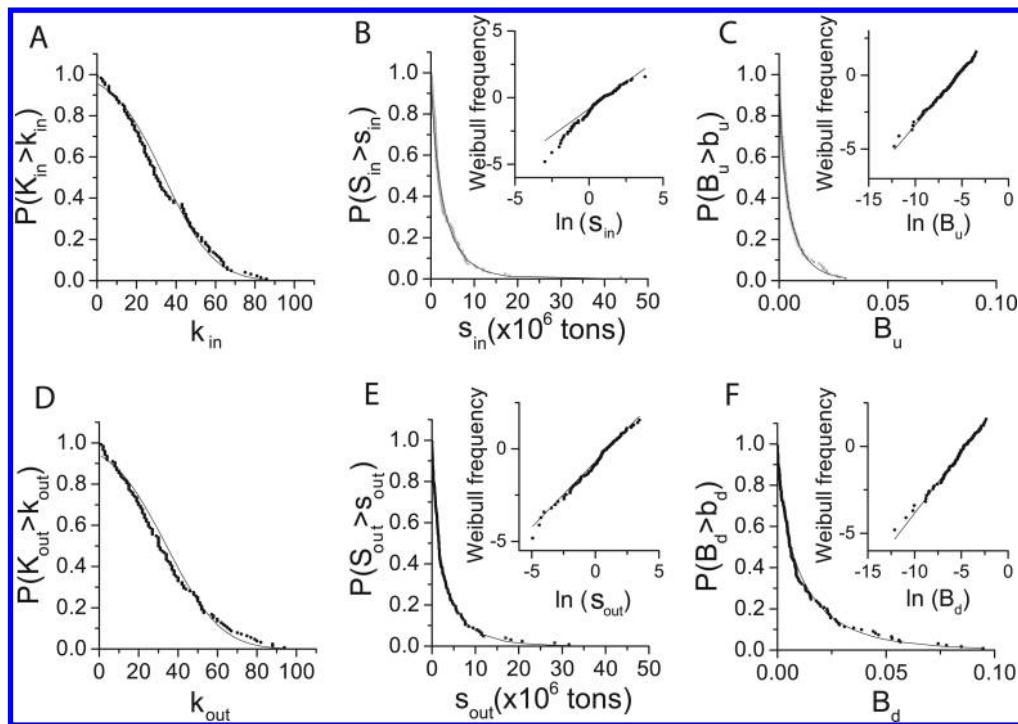 A
P(K_in>k_in)
1.0
0.8
0.6
0.4
0.2
0.0
0 20 40 60 80 100
k_in
B
P(S_in>s_in)
1.0
0.8
0.6
0.4
0.2
0.0
0 10 20 30 40 50
s_in(x10^6 tons)
Weibull frequency
5
0
-5
-5 0 5
ln (s_in)
C
P(B_u>b_u)
1.0
0.8
0.6
0.4
0.2
0.0
0.00 0.05 0.10
B_u
Weibull frequency
0
-5
-15 -10 -5 0
ln (B_u)
D
P(K_out>k_out)
1.0
0.8
0.6
0.4
0.2
0.0
0 20 40 60 80 100
k_out
E
P(S_out>s_out)
1.0
0.8
0.6
0.4
0.2
0.0
0 10 20 30 40 50
s_out(x10^6 tons)
Weibull frequency
0
-5
-5 0 5
ln (s_out)
F
P(B_d>b_d)
1.0
0.8
0.6
0.4
0.2
0.0
0.00 0.05 0.10
B_d
Weibull frequency
0
-5
-15 -10 -5 0
ln (B_d)